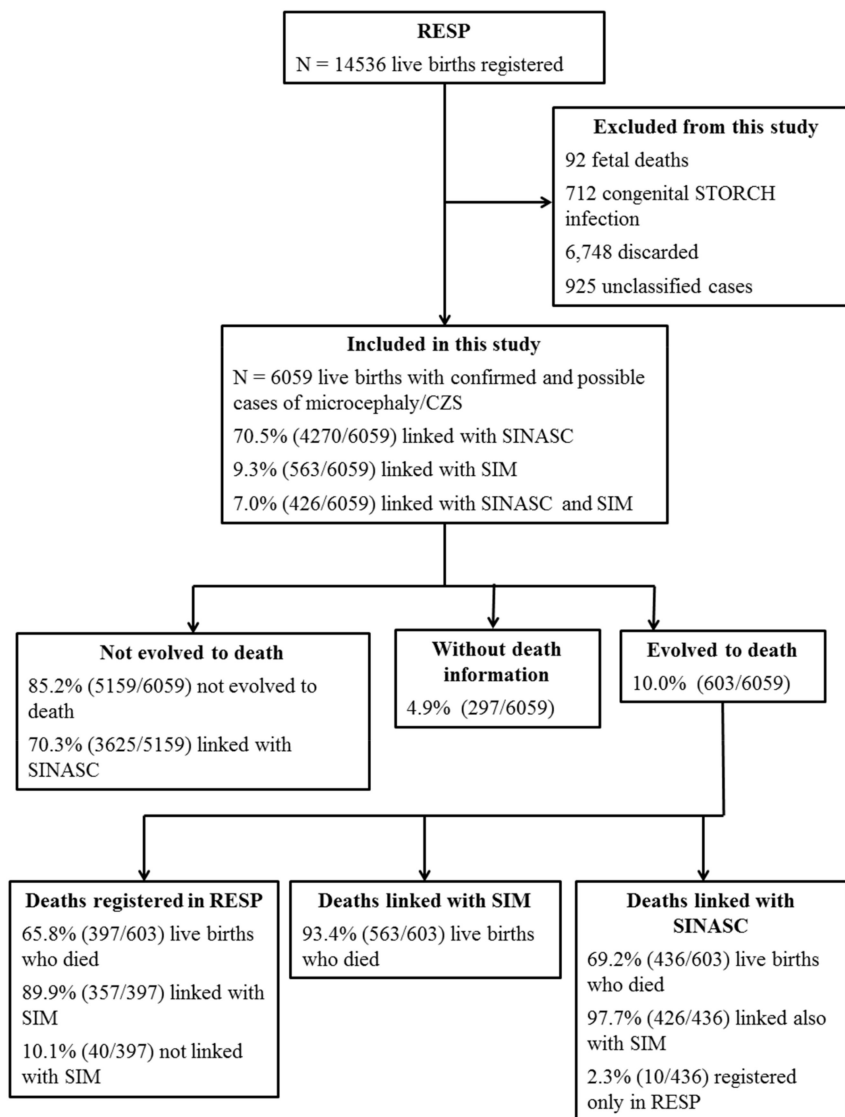 RESP
N = 14536 live births registered
Excluded from this study
92 fetal deaths
712 congenital STORCH
infection
6,748 discarded
925 unclassified cases
Included in this study
N = 6059 live births with confirmed and possible
cases of microcephaly/CZS
70.5% (4270/6059) linked with SINASC
9.3% (563/6059) linked with SIM
7.0% (426/6059) linked with SINASC and SIM
Not evolved to death
85.2% (5159/6059) not evolved to
death
70.3% (3625/5159) linked with
SINASC
Without death
information
4.9% (297/6059)
Evolved to death
10.0% (603/6059)
Deaths registered in RESP
65.8% (397/603) live births
who died
89.9% (357/397) linked with
SIM
10.1% (40/397) not linked
with SIM
Deaths linked with SIM
93.4% (563/603) live births
who died
Deaths linked with
SINASC
69.2% (436/603) live births
who died
97.7% (426/436) linked also
with SIM
2.3% (10/436) registered
only in RESP